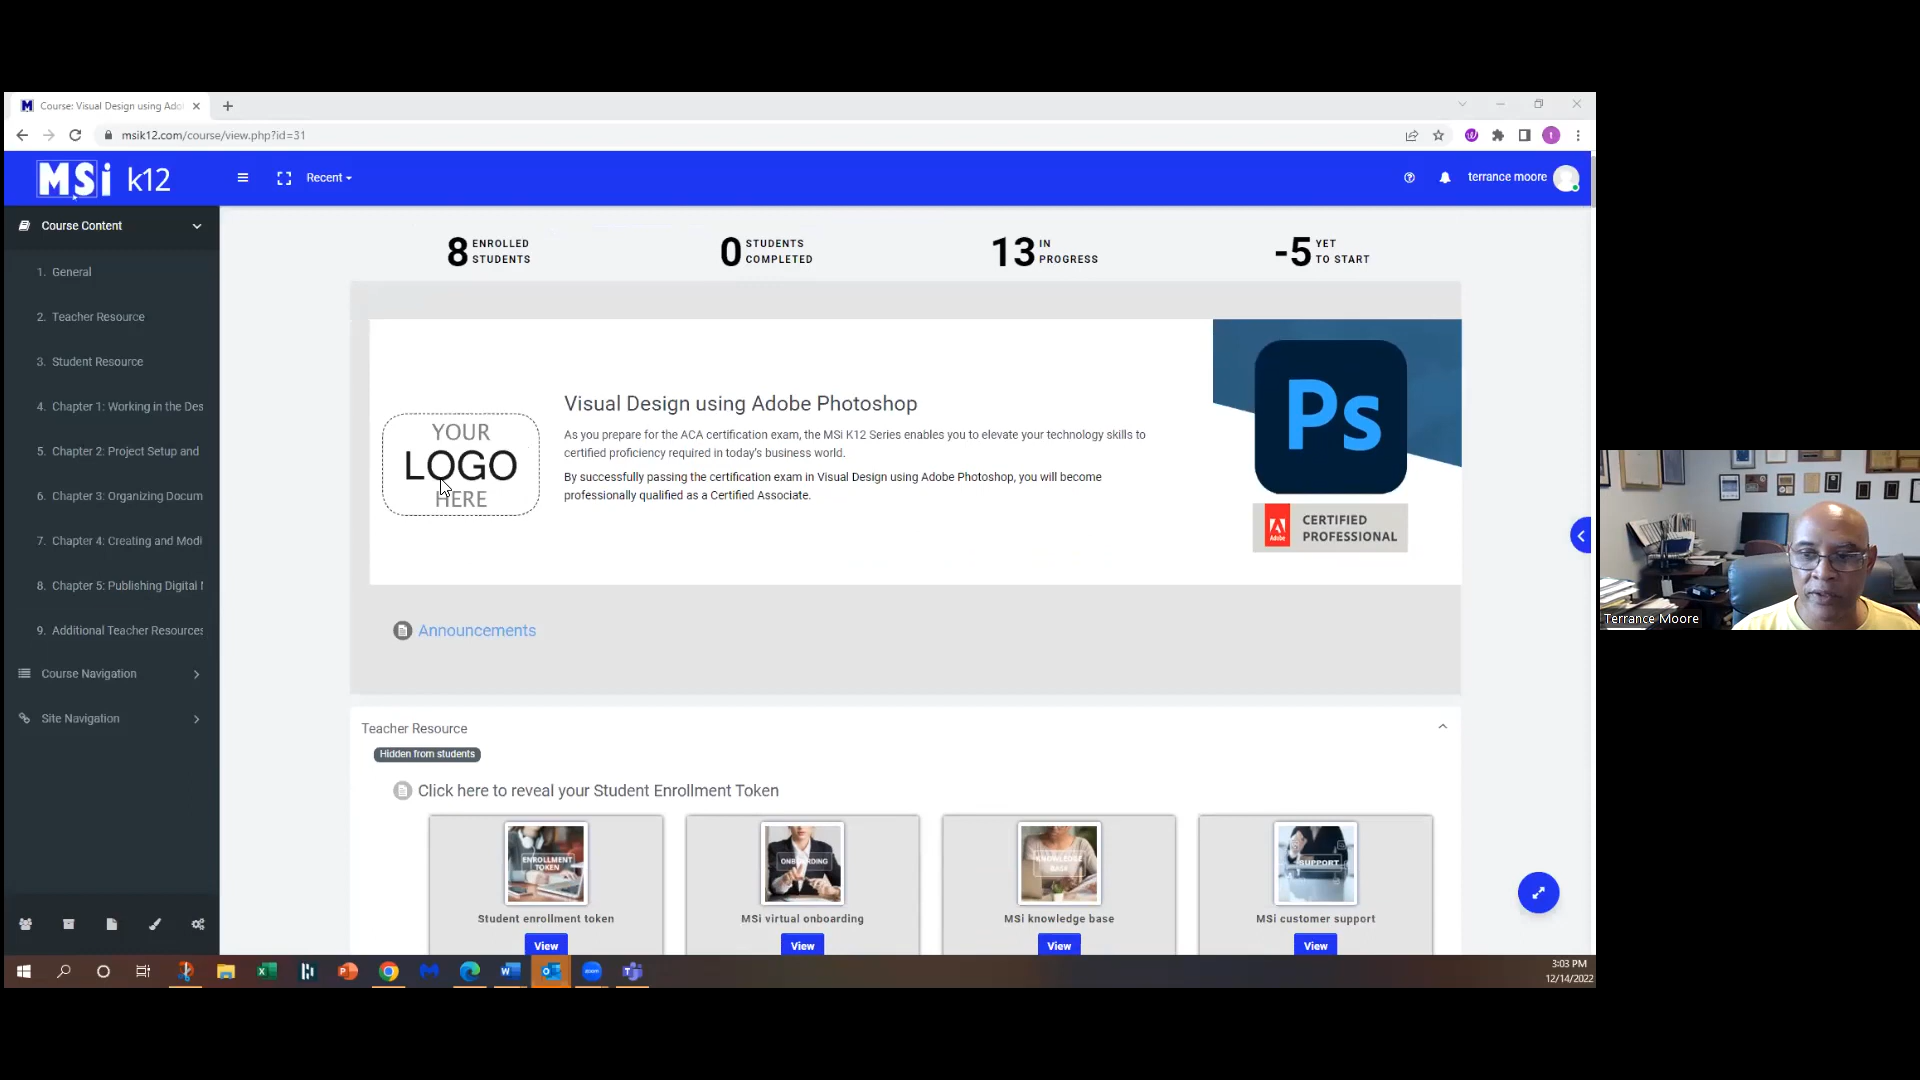 Course: Visual Design using Ado
msik12.com/course/view.php?id=31
MSi k12
Recent
terrance moore
Course Content
1. General
2. Teacher Resource
3. Student Resource
4. Chapter 1: Working in the Des
5. Chapter 2: Project Setup and
6. Chapter 3: Organizing Docum
7. Chapter 4: Creating and Modi
8. Chapter 5: Publishing Digital
9. Additional Teacher Resources
Course Navigation
Site Navigation
8 ENROLLED STUDENTS
0 STUDENTS COMPLETED
13 IN PROGRESS
-5 YET TO START
YOUR
LOGO
HERE
Visual Design using Adobe Photoshop
As you prepare for the ACA certification exam, the MSi K12 Series enables you to elevate your technology skills to
certified proficiency required in today's business world.
By successfully passing the certification exam in Visual Design using Adobe Photoshop, you will become
professionally qualified as a Certified Associate.
Ps
Adobe
CERTIFIED
PROFESSIONAL
Announcements
Teacher Resource
Hidden from students
Click here to reveal your Student Enrollment Token
ENROLLMENT
TOKEN
Student enrollment token
View
ONBOARDING
MSi virtual onboarding
View
KNOWLEDGE
BASE
MSi knowledge base
View
SUPPORT
MSi customer support
View
Terrance Moore
3:03 PM
12/14/2022